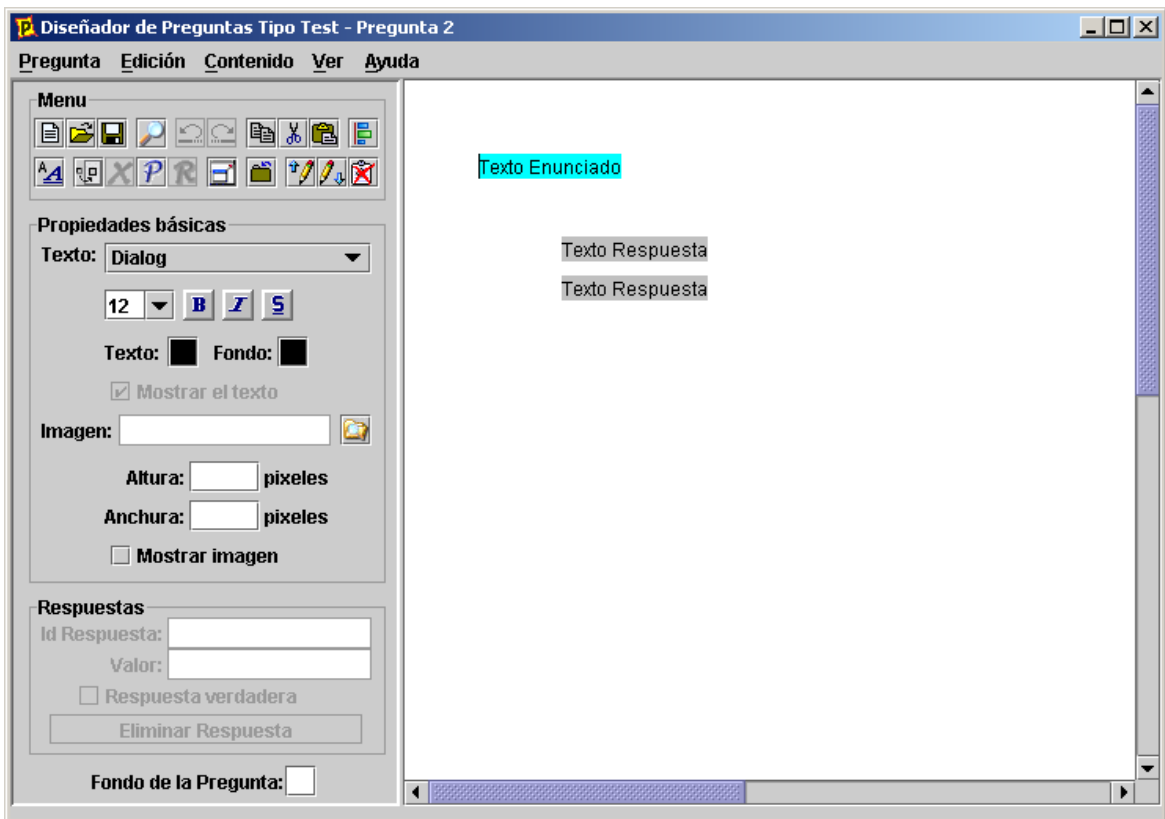 Diseñador de Preguntas Tipo Test - Pregunta 2
Pregunta Edición Contenido Ver Ayuda
Menu
Propiedades básicas
Texto: Dialog
12 B I S
Texto: Fondo:
Mostrar el texto
Imagen:
Altura: pixeles
Anchura: pixeles
Mostrar imagen
Respuestas
Id Respuesta:
Valor:
Respuesta verdadera
Eliminar Respuesta
Fondo de la Pregunta:
Texto Enunciado
Texto Respuesta
Texto Respuesta